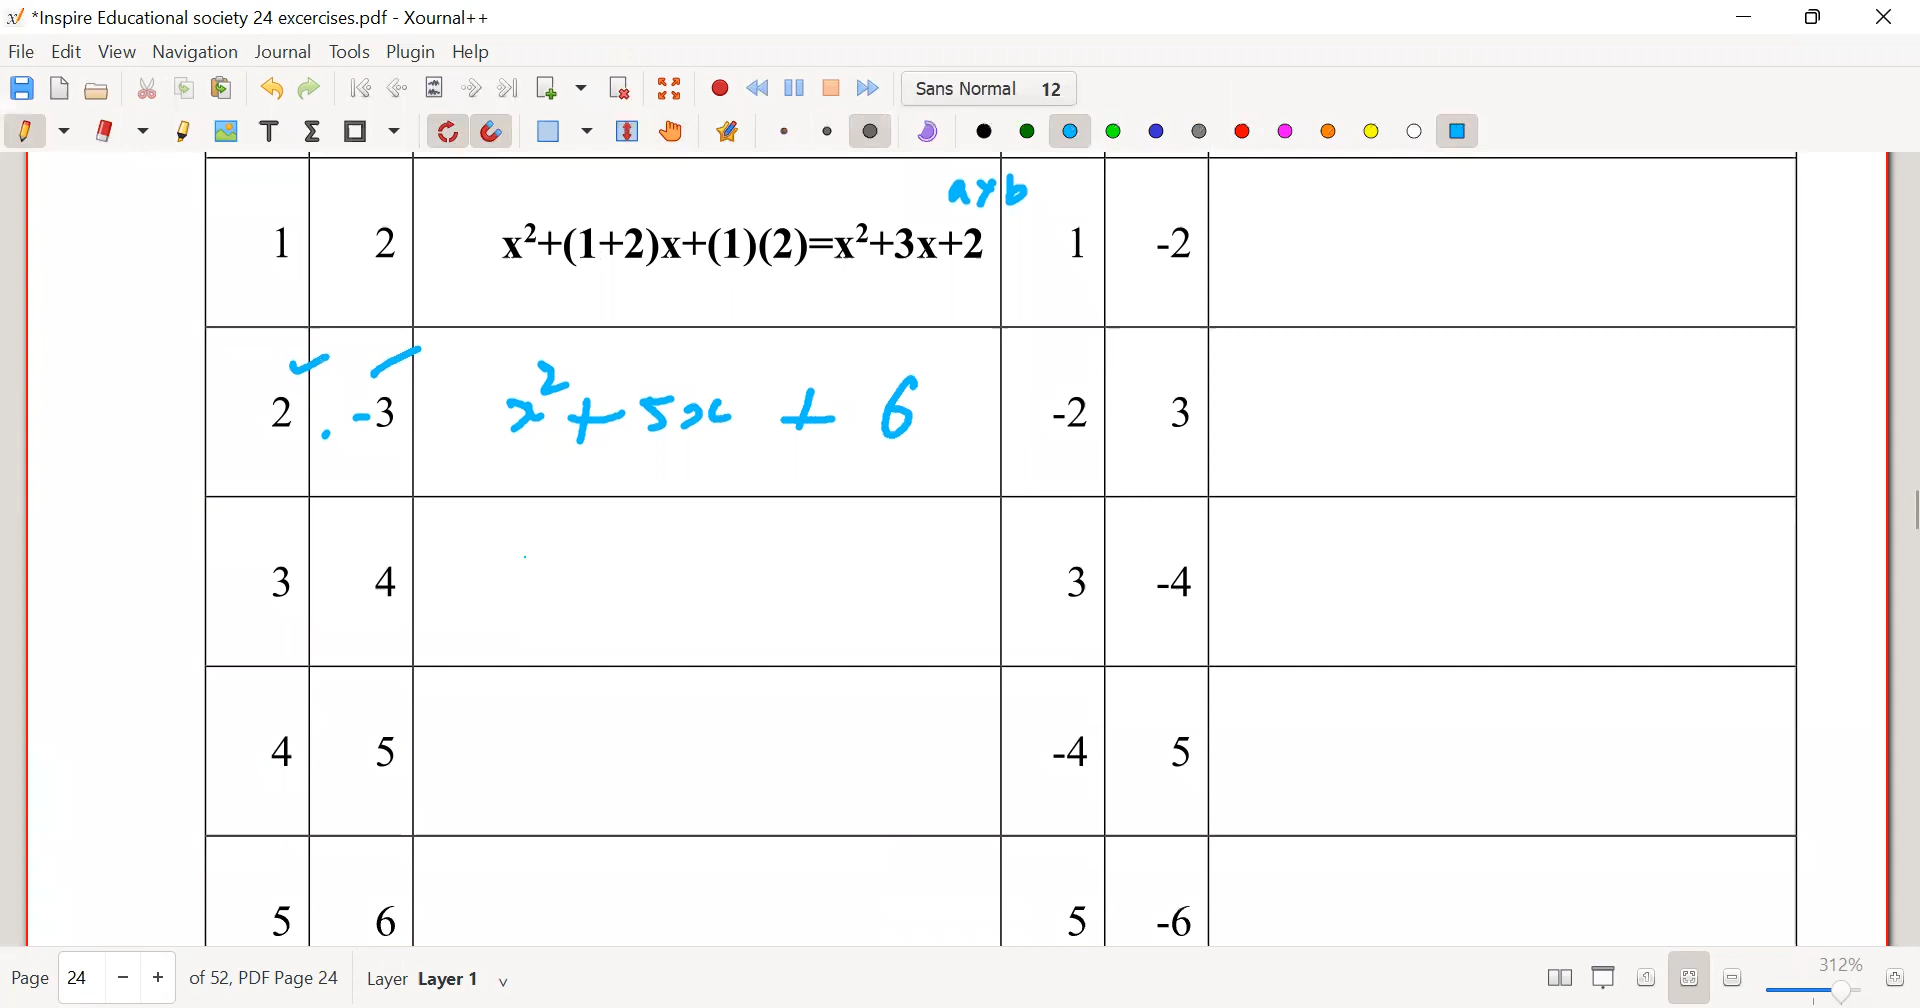 *Inspire Educational society 24 excercises.pdf - Xournal++
File Edit View Navigation Journal Tools Plugin Help
Sans Normal 12
a×b
1 2 x²+(1+2)x+(1)(2)=x²+3x+2 1 -2
2 . -3 x² + 5x + 6 -2 3
3 4 3 -4
4 5 -4 5
5 6 5 -6
Page 24 − + of 52, PDF Page 24 Layer Layer 1 312%